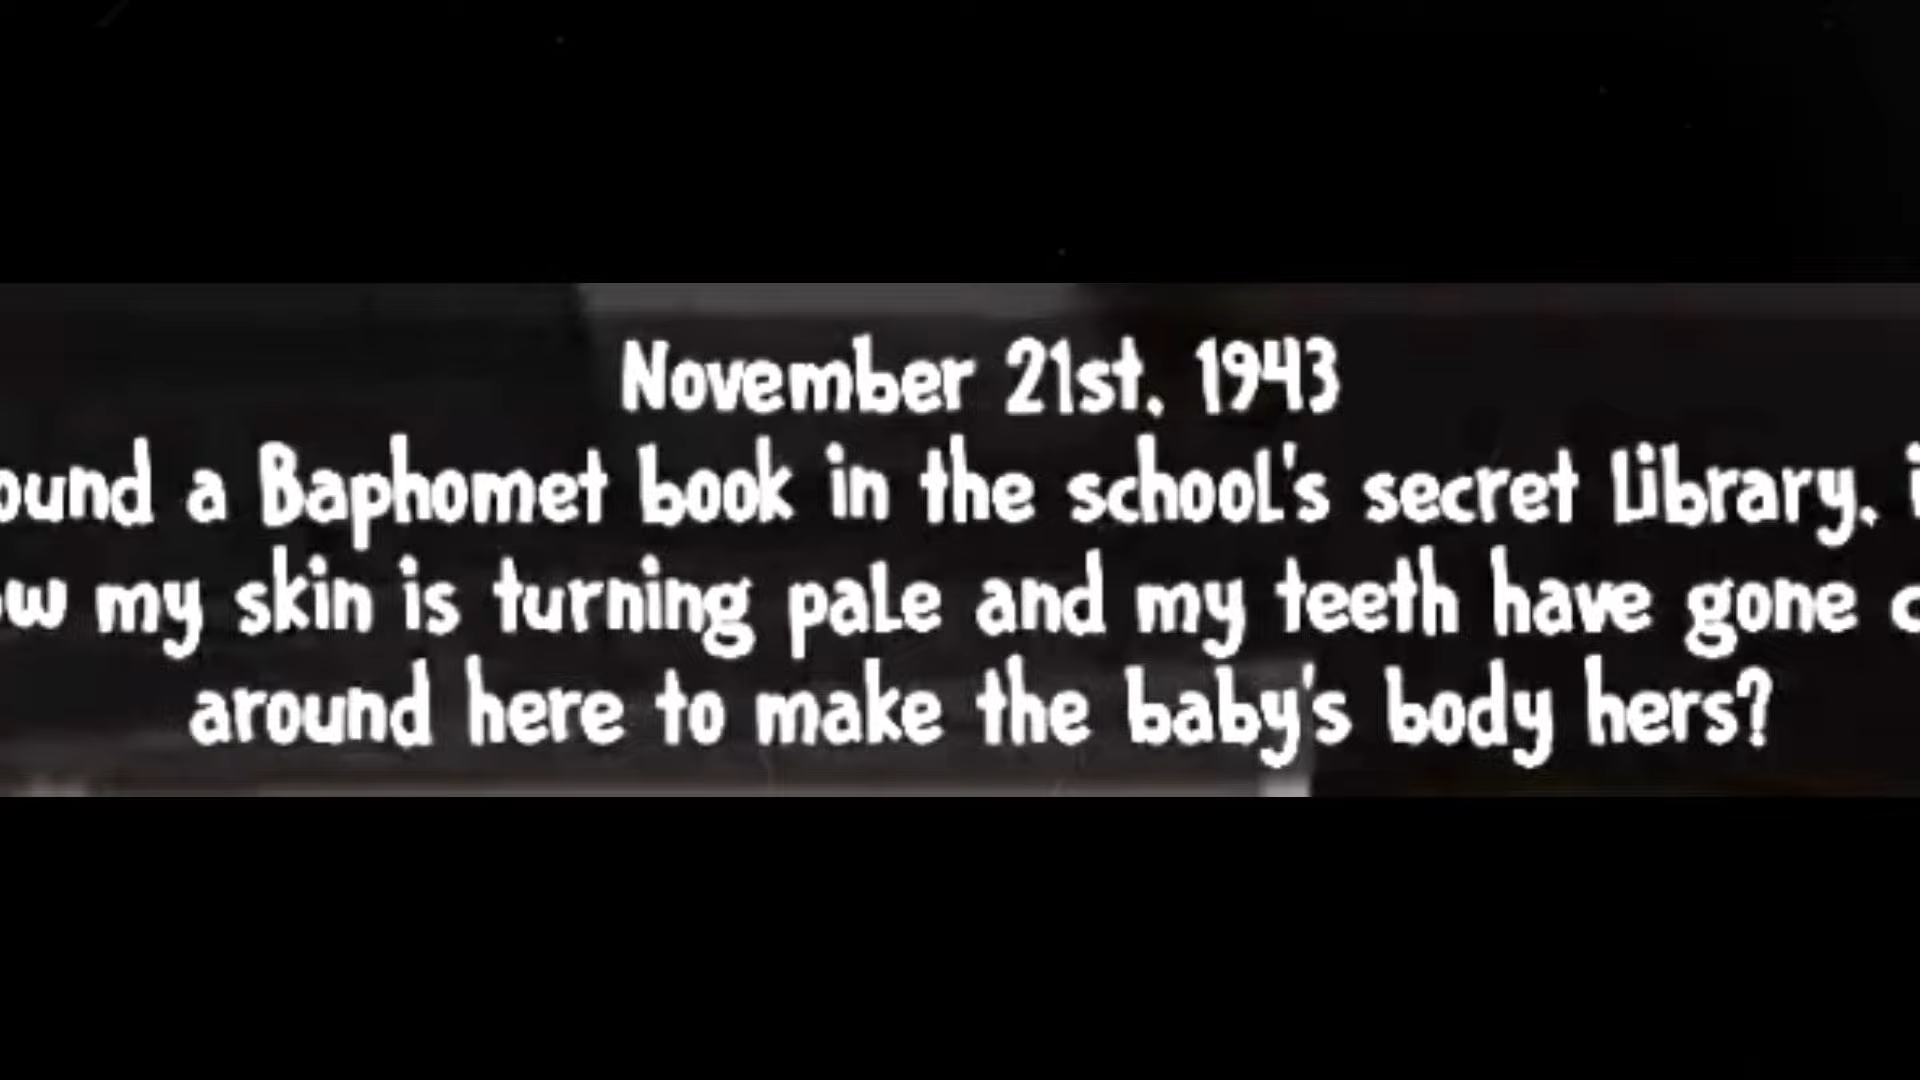 November 21st, 1943
a Baphomet book in the school's secret library,
my skin is turning pale and my teeth have gone
around here to make the baby's body hers?